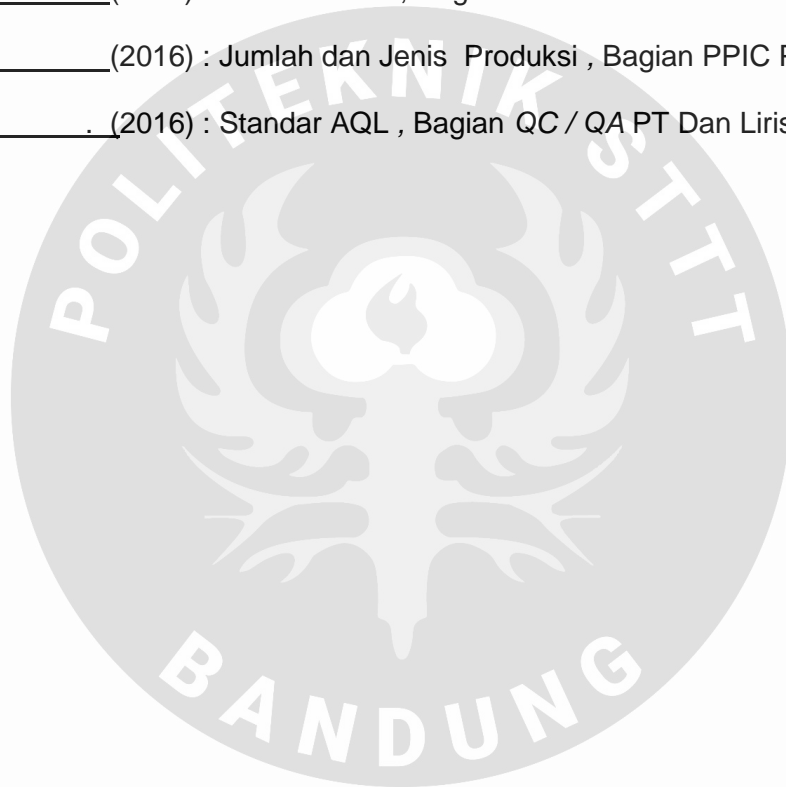 (2016) : Jumlah dan Jenis Produksi , Bagian PPIC
. (2016) : Standar AQL , Bagian QC / QA PT Dan Liris
POLITEKNIK STTT
BANDUNG